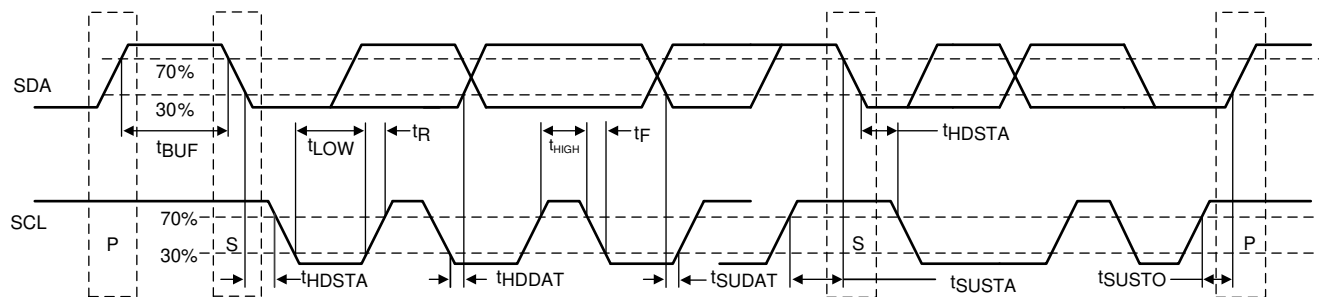 70%
SDA
30%
tBUF
tLOW
tR
tHIGH
tF
tHDSTA
SCL
70%
P
S
30%
tHDSTA
tHDDAT
tSUDAT
S
tSUSTA
tSUSTO
P